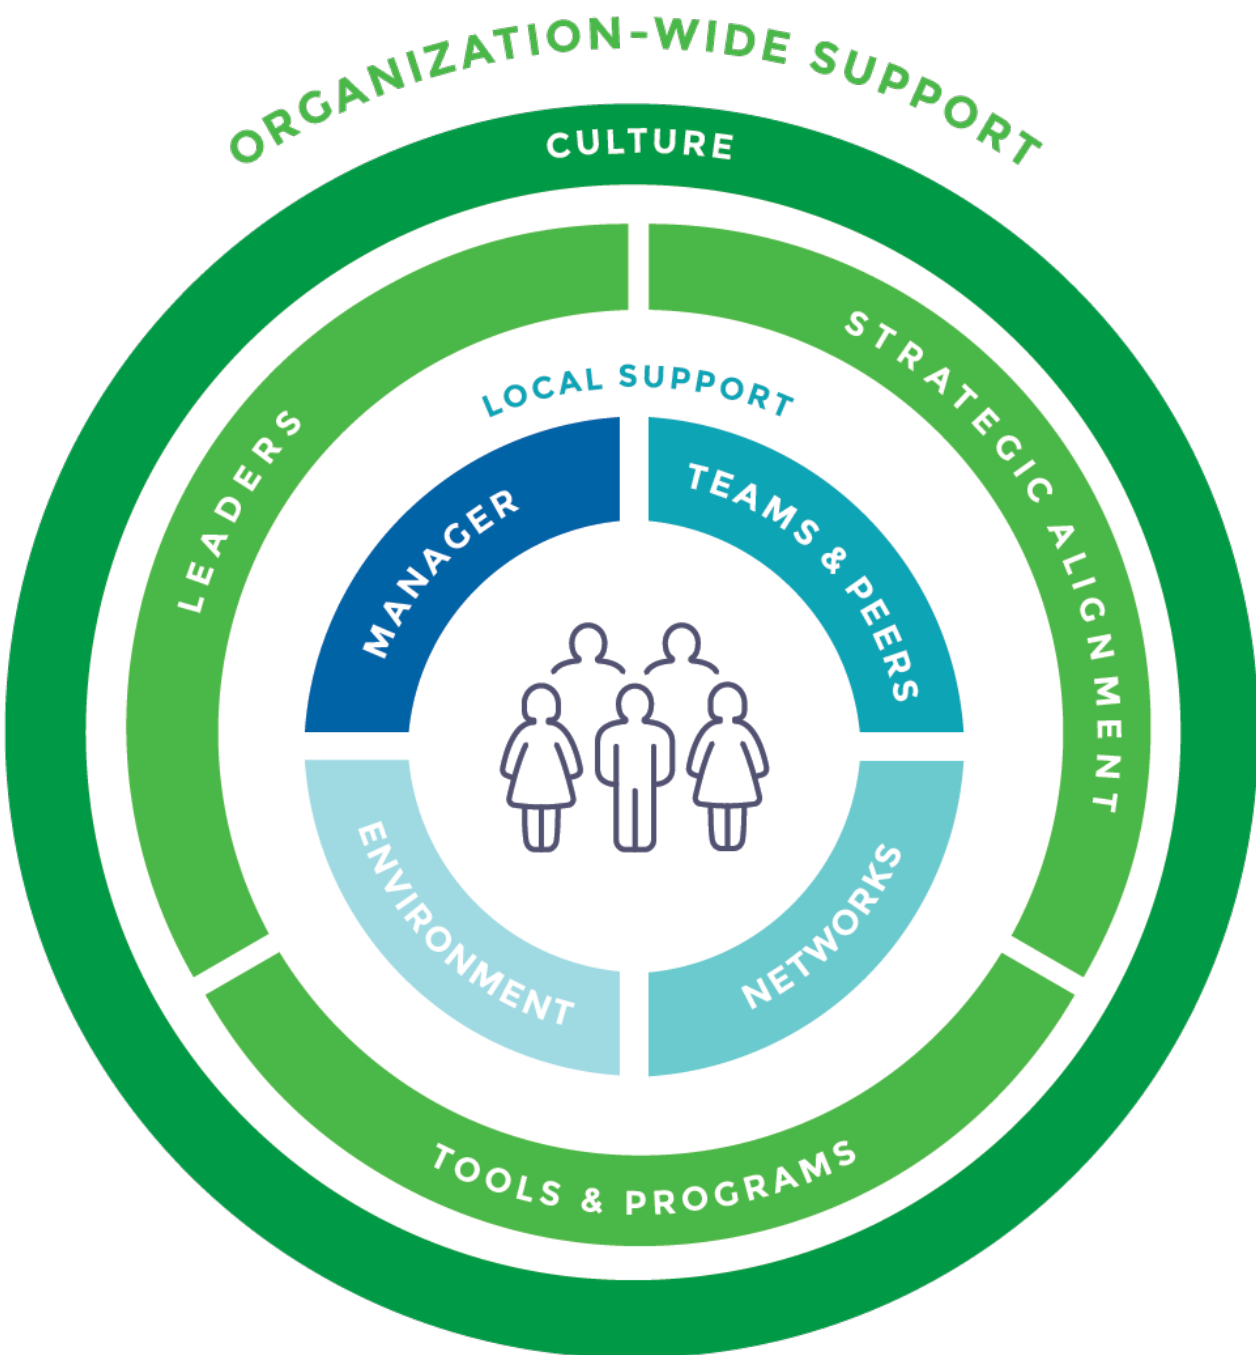 ORGANIZATION-WIDE SUPPORT
CULTURE
LEADERS
STRATEGIC ALIGNMENT
TOOLS & PROGRAMS
LOCAL SUPPORT
MANAGER
TEAMS & PEERS
ENVIRONMENT
NETWORKS